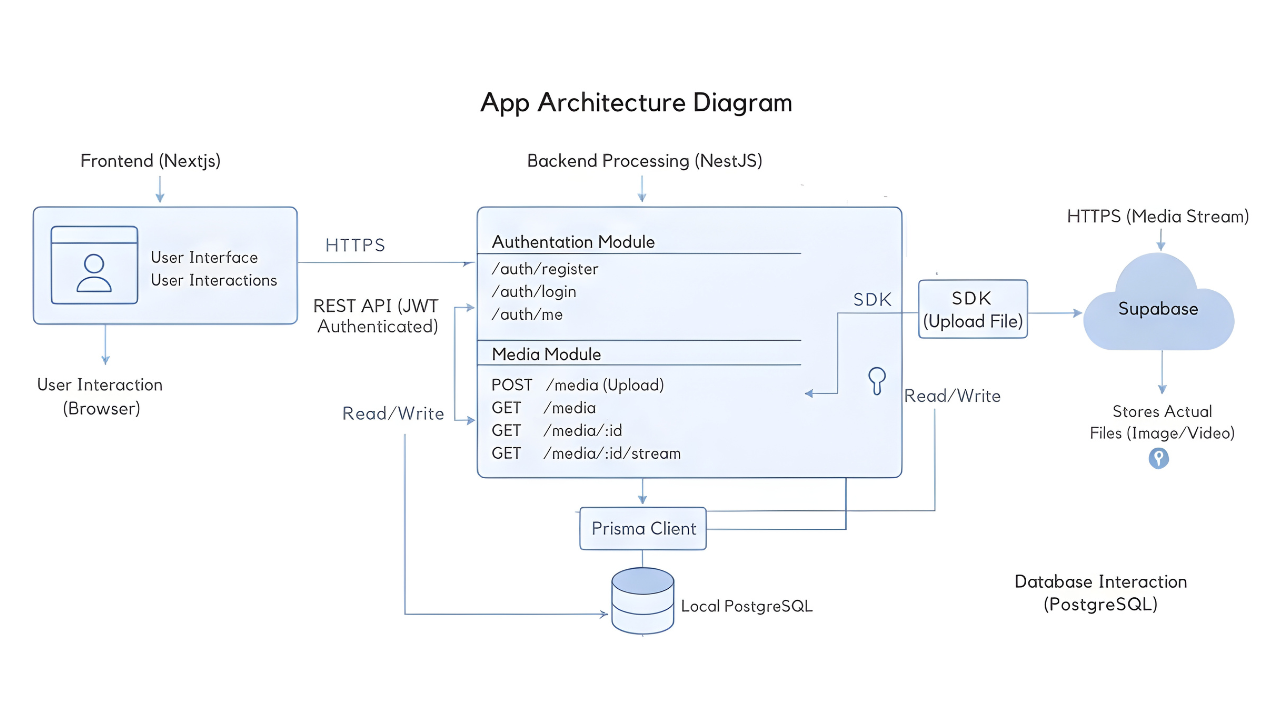 App Architecture Diagram
Frontend (Nextjs)
User Interface
User Interactions
User Interaction
(Browser)
HTTPS
REST API (JWT
Authenticated)
Read/Write
Backend Processing (NestJS)
Authentation Module
/auth/register
/auth/login
/auth/me
Media Module
POST /media (Upload)
GET /media
GET /media/:id
GET /media/:id/stream
SDK
SDK
(Upload File)
Read/Write
HTTPS (Media Stream)
Supabase
Stores Actual
Files (Image/Video)
Prisma Client
Local PostgreSQL
Database Interaction
(PostgreSQL)